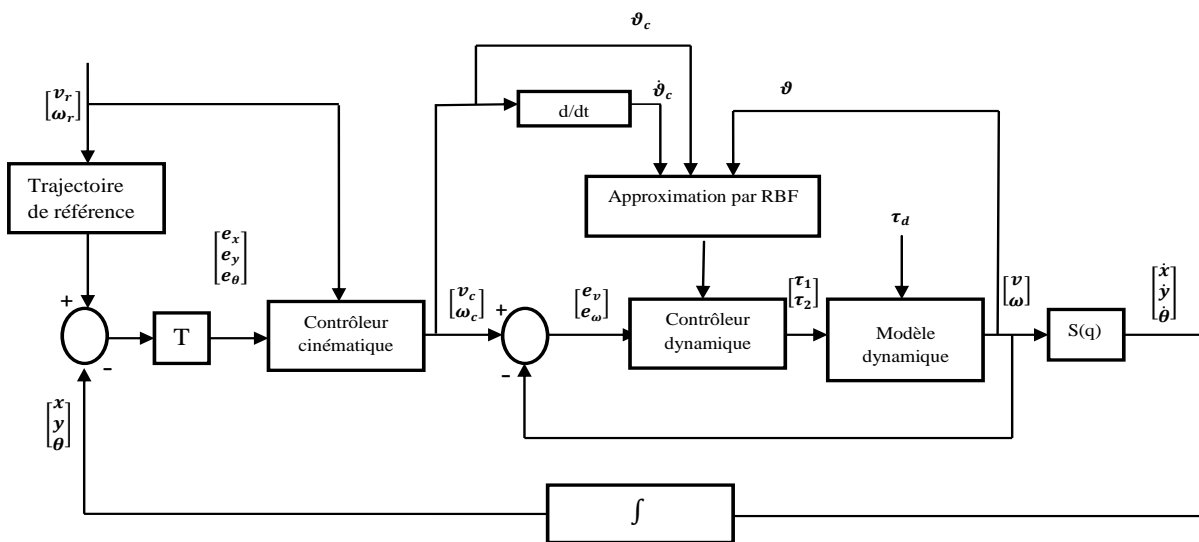 ϑ_c
[v_r
ω_r]
d/dt
ϑ̇_c
ϑ
Trajectoire
de référence
Approximation par RBF
τ_d
[e_x
e_y
e_θ]
+
-
T
Contrôleur
cinématique
[v_c
ω_c]
+
-
[e_v
e_ω]
Contrôleur
dynamique
[τ_1
τ_2]
Modèle
dynamique
[v
ω]
S(q)
[ẋ
ẏ
θ̇]
[x
y
θ]
∫